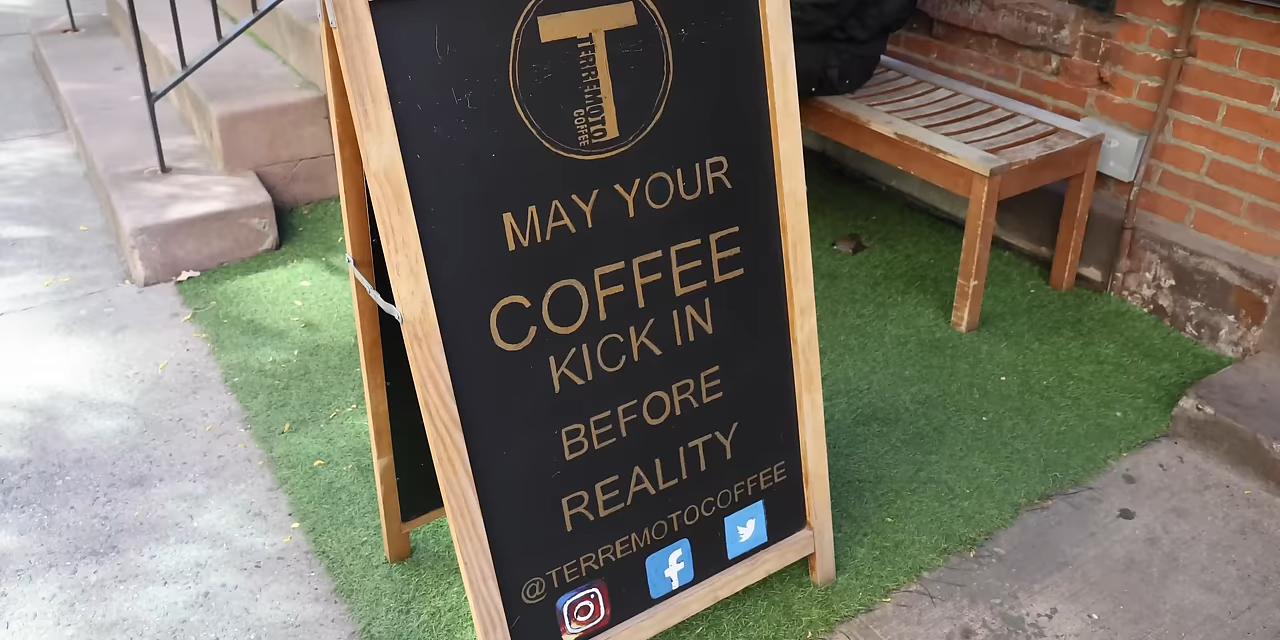 T
TERREMOTO
COFFEE
MAY YOUR
COFFEE
KICK IN
BEFORE
REALITY
@TERREMOTOCOFFEE